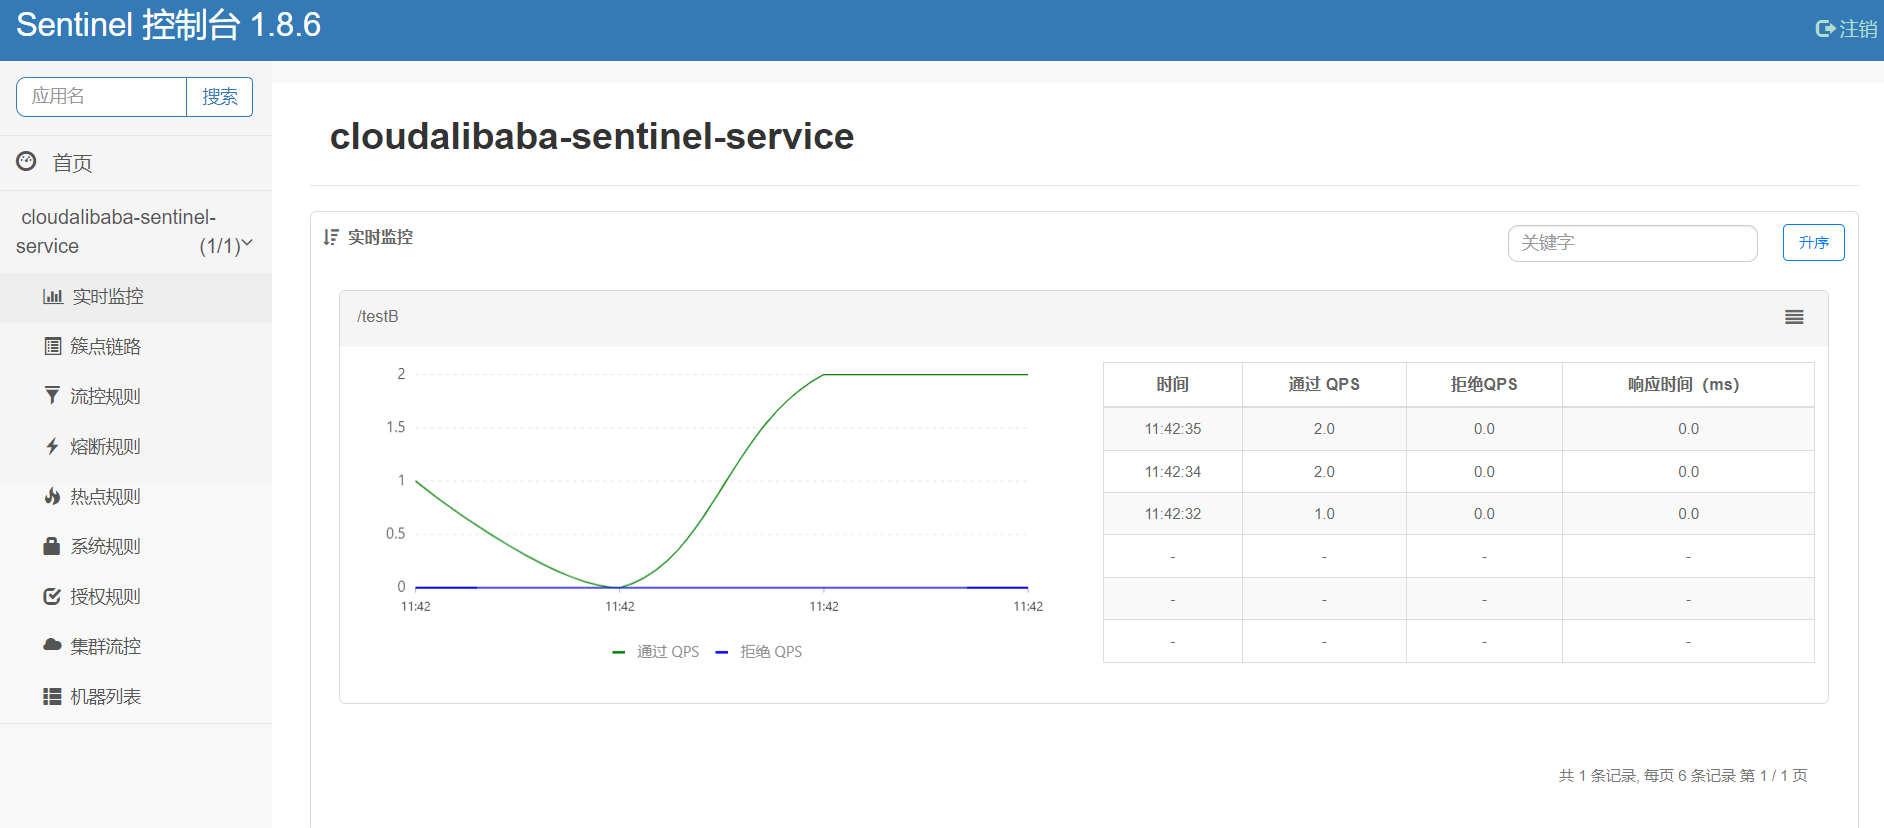 Sentinel 控制台 1.8.6
注销
应用名
搜索
首页
cloudalibaba-sentinel-
service (1/1)
实时监控
簇点链路
流控规则
熔断规则
热点规则
系统规则
授权规则
集群流控
机器列表
cloudalibaba-sentinel-service
实时监控
关键字
升序
/testB
2
1.5
1
0.5
0
11:42 11:42 11:42 11:42
通过 QPS 拒绝 QPS
时间 通过 QPS 拒绝QPS 响应时间（ms）
11:42:35 2.0 0.0 0.0
11:42:34 2.0 0.0 0.0
11:42:32 1.0 0.0 0.0
- - - -
- - - -
- - - -
共 1 条记录, 每页 6 条记录 第 1 / 1 页